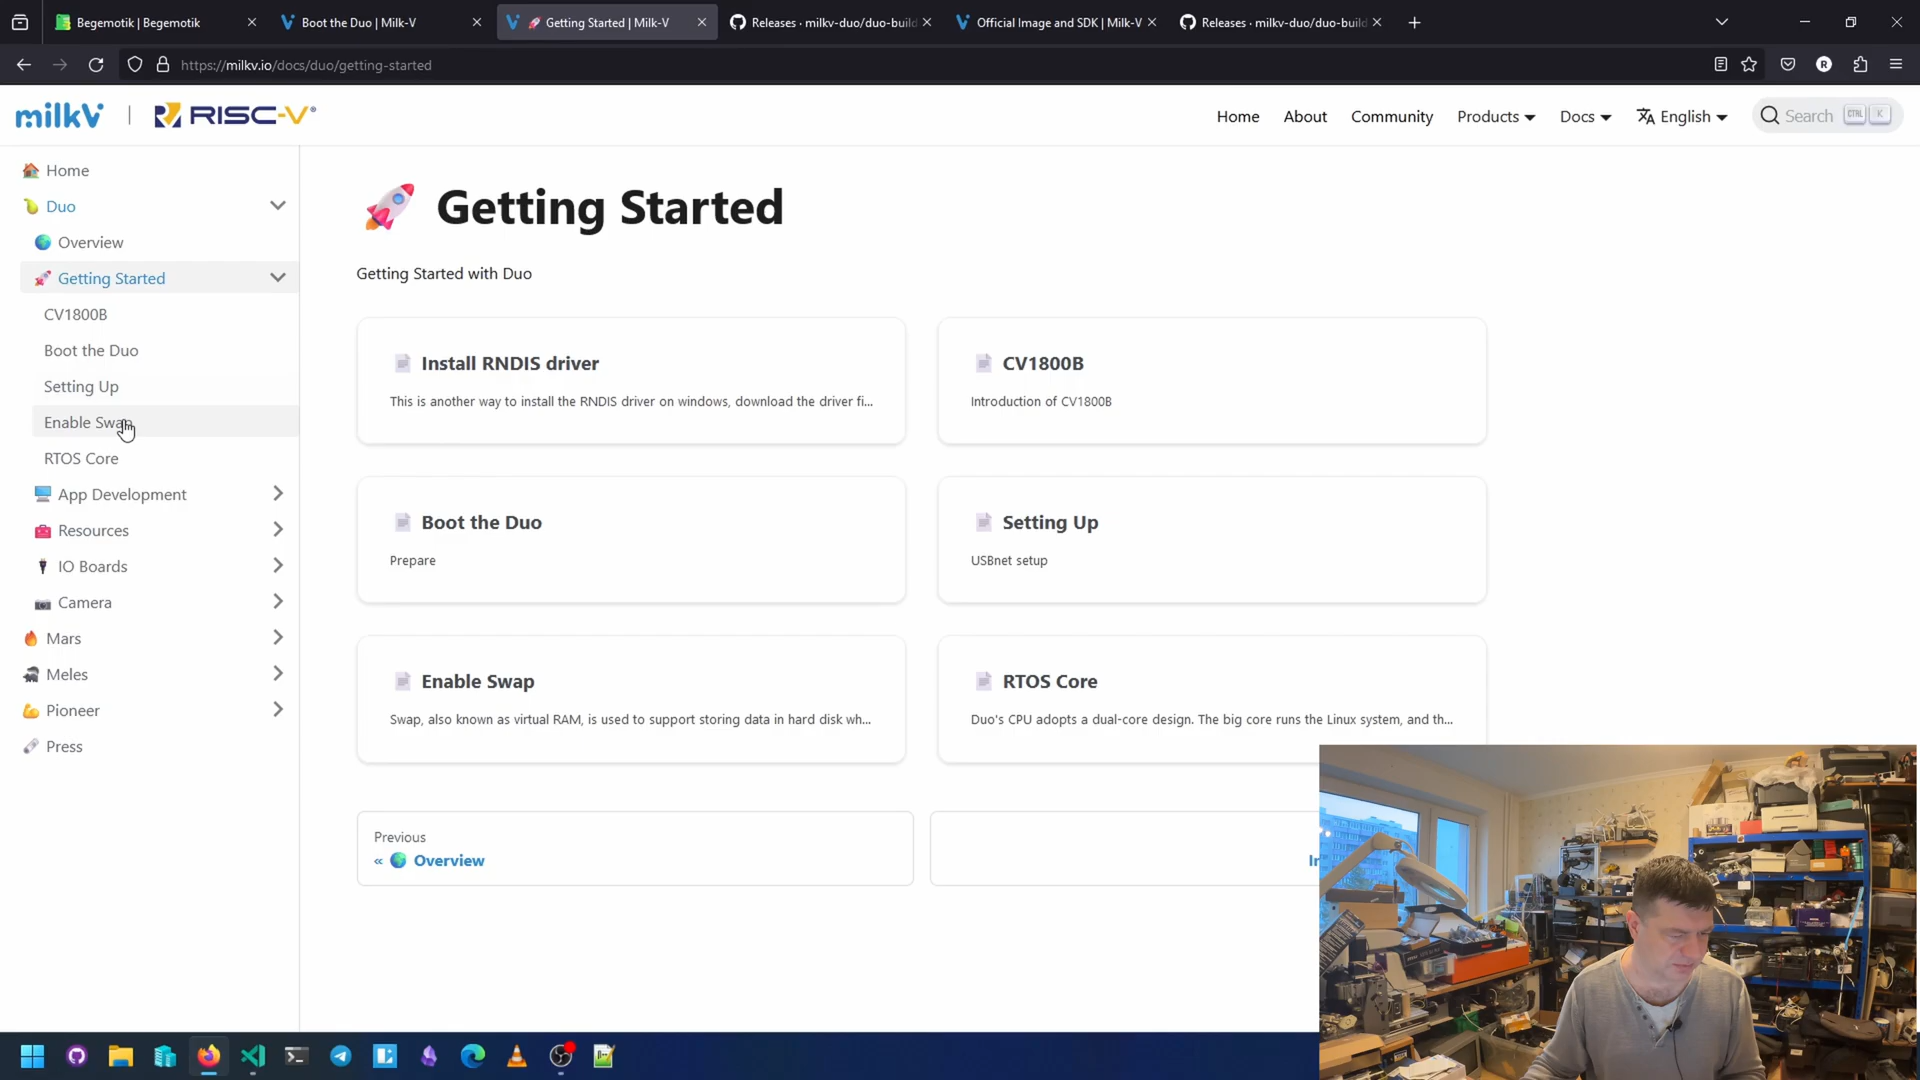 Begemotik | Begemotik
Boot the Duo | Milk-V
Getting Started | Milk-V
Releases · milkv-duo/duo-build
Official Image and SDK | Milk-V
Releases · milkv-duo/duo-build
https://milkv.io/docs/duo/getting-started
R
milkV | RISC-V®
Home
About
Community
Products
Docs
English
Search
CTRL
K
Home
Duo
Overview
Getting Started
CV1800B
Boot the Duo
Setting Up
Enable Swap
RTOS Core
App Development
Resources
IO Boards
Camera
Mars
Meles
Pioneer
Press
Getting Started
Getting Started with Duo
Install RNDIS driver
This is another way to install the RNDIS driver on windows, download the driver fi...
CV1800B
Introduction of CV1800B
Boot the Duo
Prepare
Setting Up
USBnet setup
Enable Swap
Swap, also known as virtual RAM, is used to support storing data in hard disk wh...
RTOS Core
Duo's CPU adopts a dual-core design. The big core runs the Linux system, and th...
Previous
« Overview